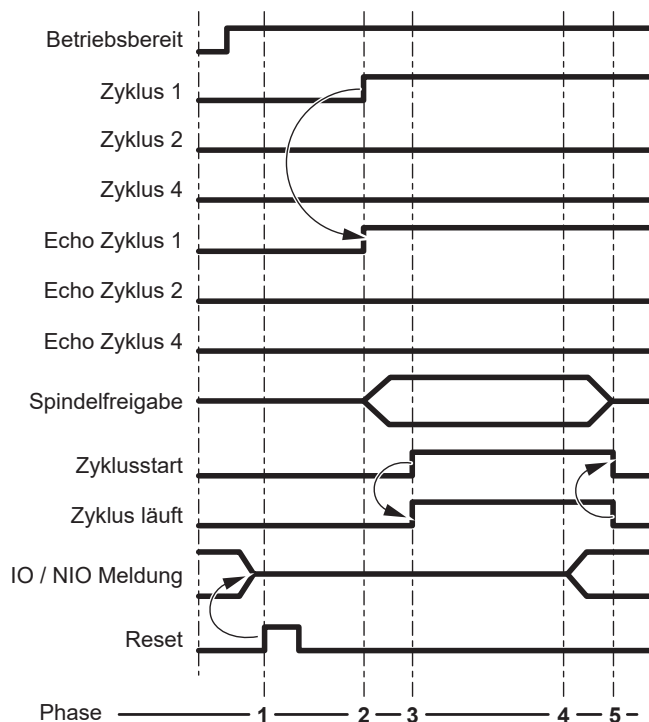 Betriebsbereit
Zyklus 1
Zyklus 2
Zyklus 4
Echo Zyklus 1
Echo Zyklus 2
Echo Zyklus 4
Spindelfreigabe
Zyklusstart
Zyklus läuft
IO / NIO Meldung
Reset
Phase 1 2 3 4 5